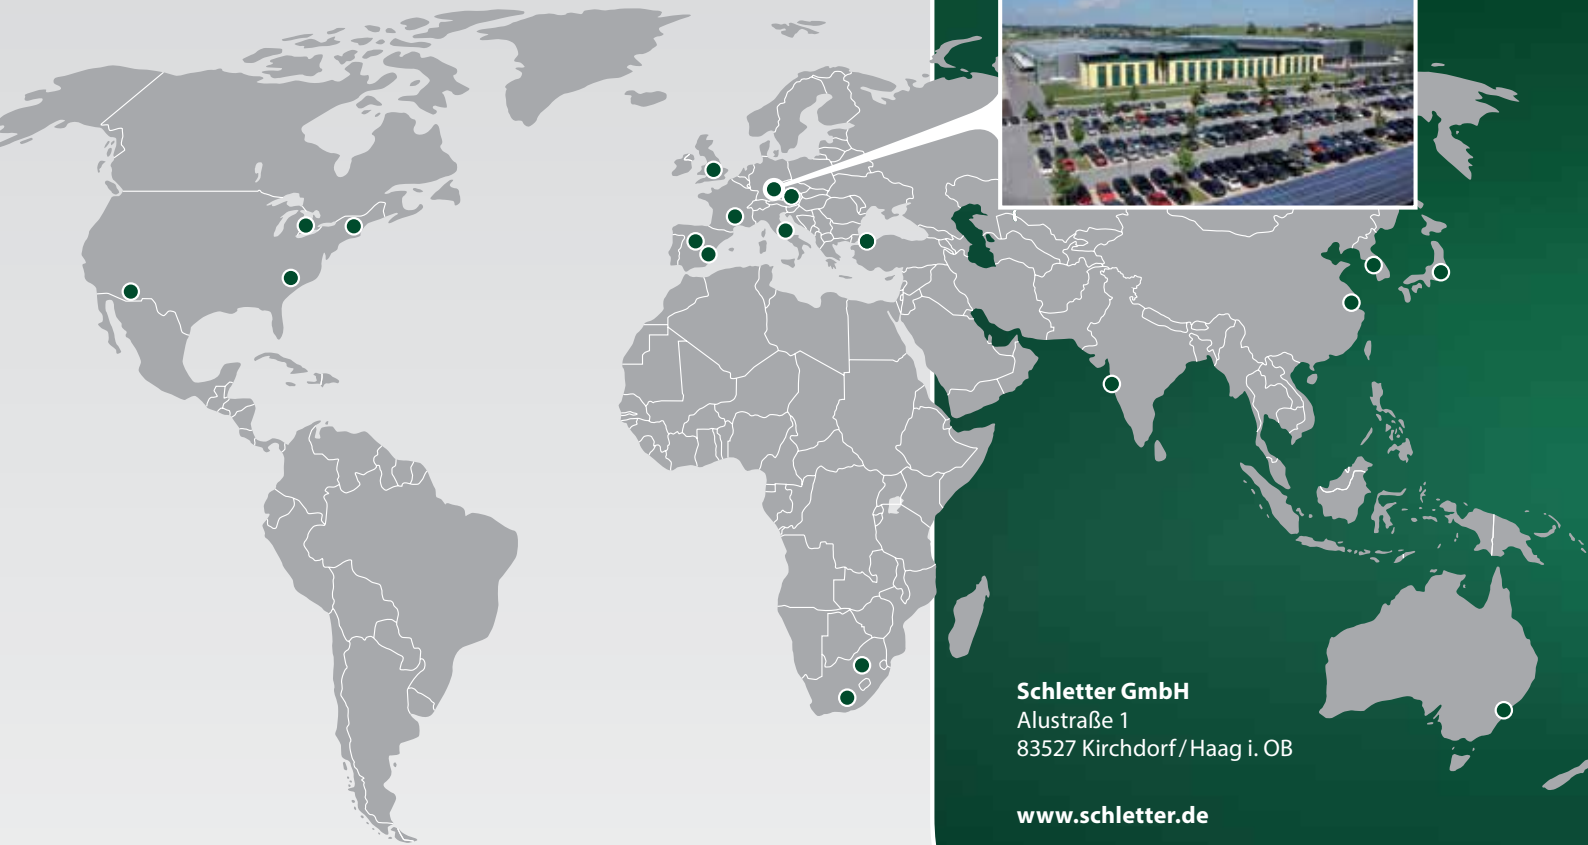 Schletter GmbH
Alustraße 1
83527 Kirchdorf / Haag i. OB
www.schletter.de